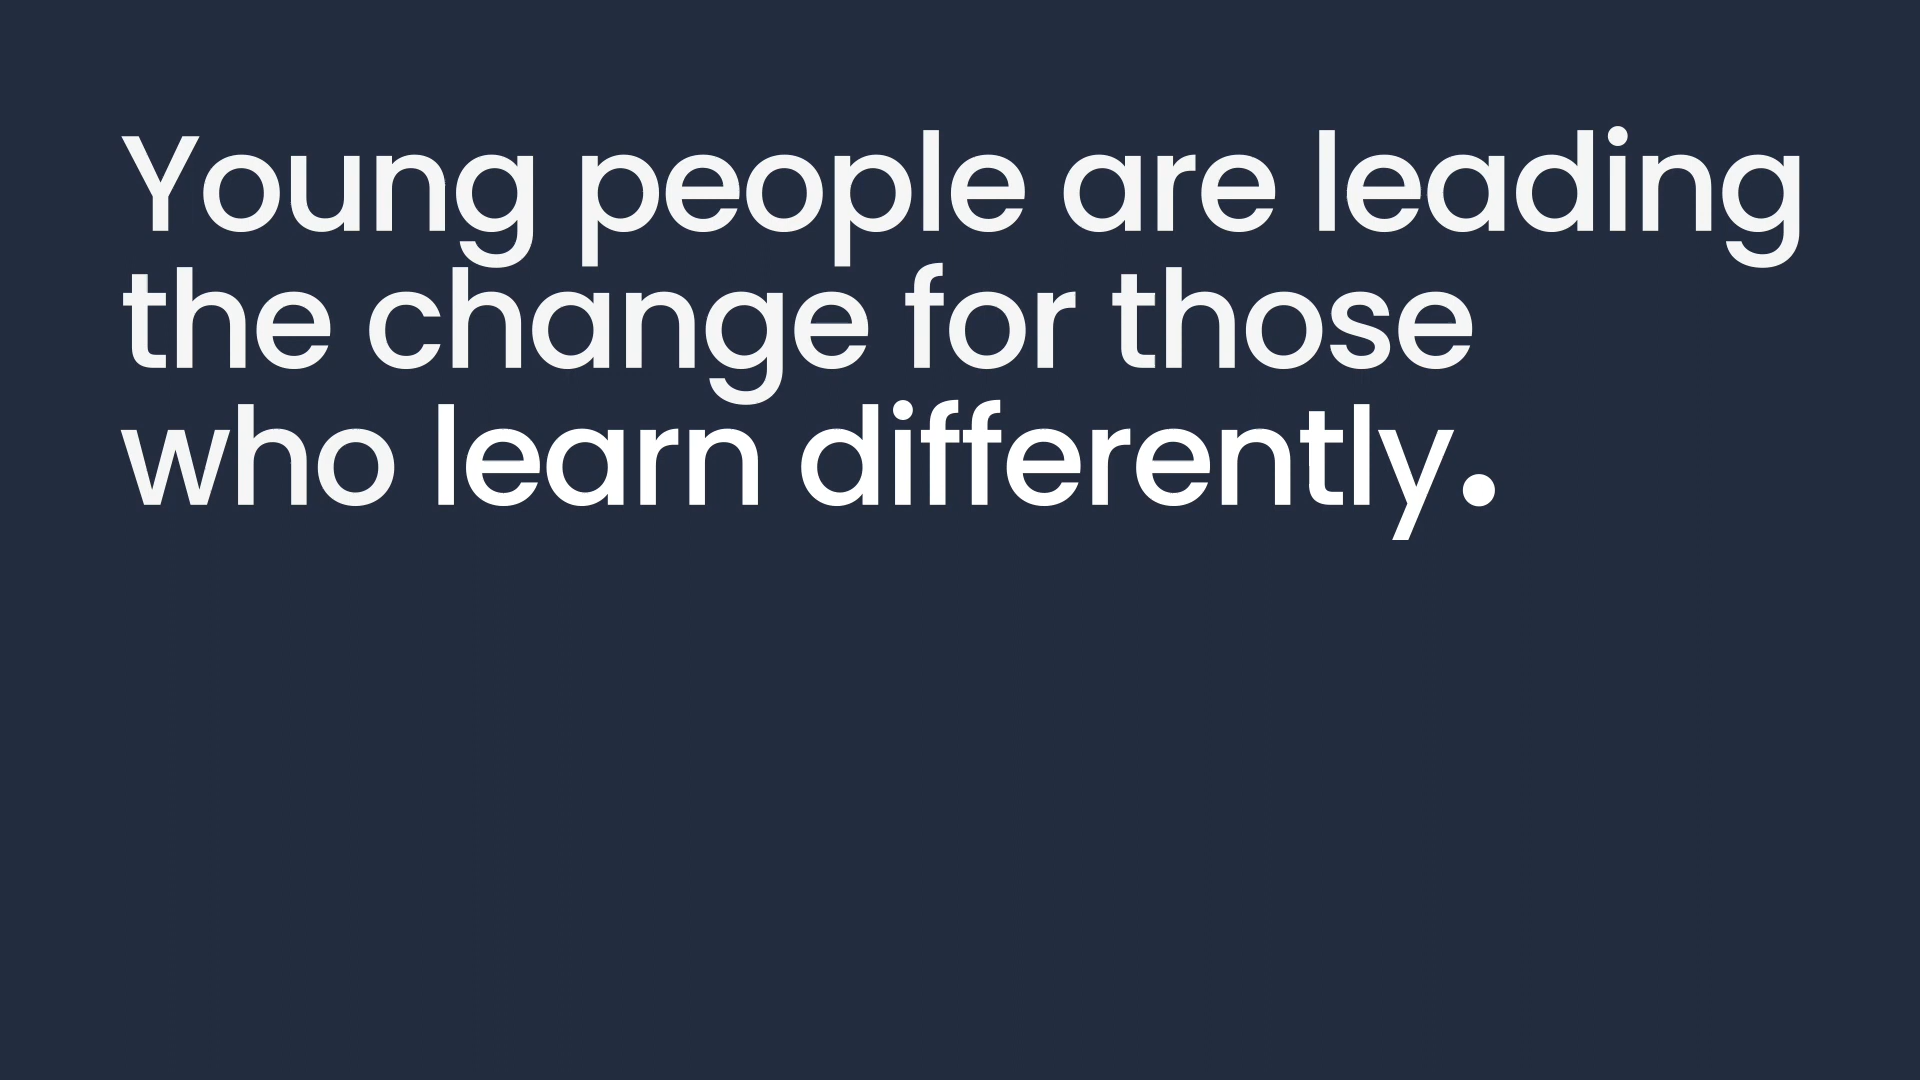 Young people are leading
the change for those
who learn differently.